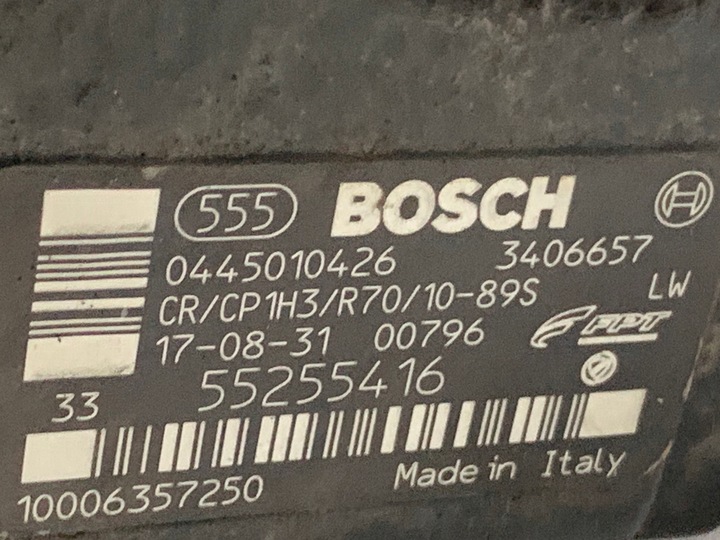 555 BOSCH
0445010426 3406657
CR/CP1H3/R70/10-89S LW
17-08-31 00796 FPT
55255416
33
Made in Italy
10006357250